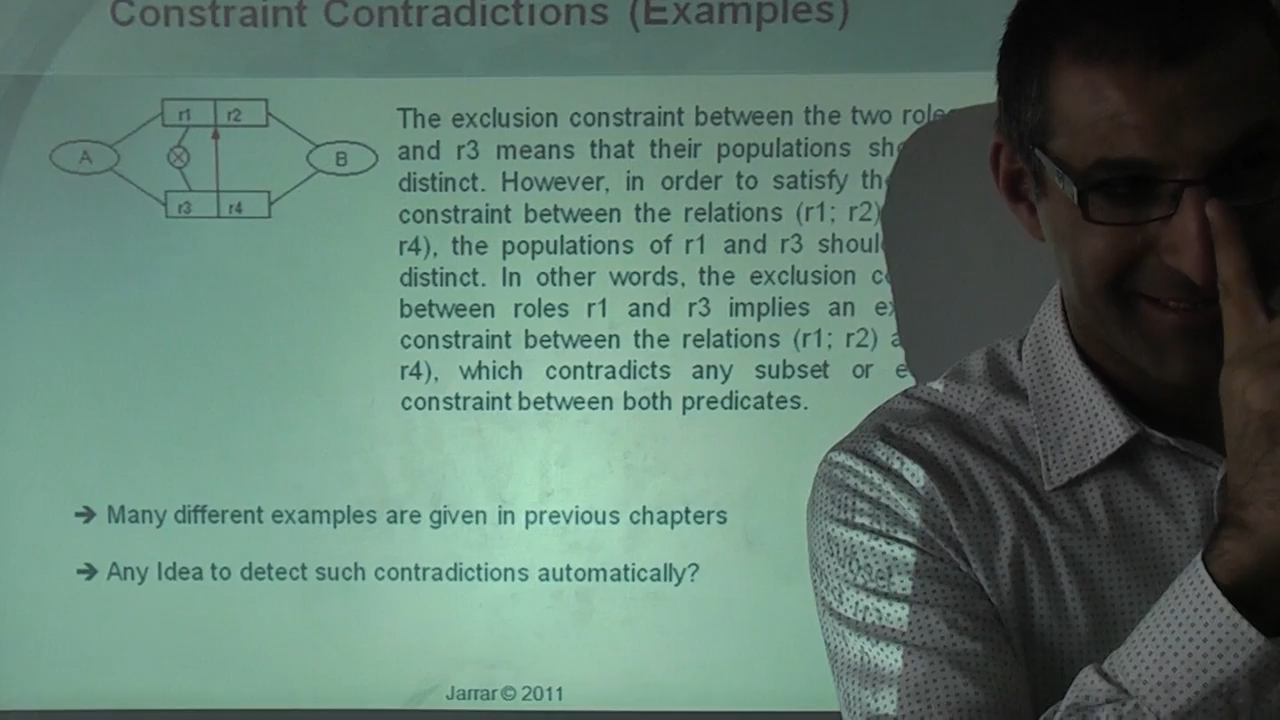 Constraint Contradictions (Examples)
r1 r2
A B
r3 r4
The exclusion constraint between the two
and r3 means that their populations
distinct. However, in order to satisfy
constraint between the relations (r1; r2)
r4), the populations of r1 and r3
distinct. In other words, the exclusion
between roles r1 and r3 implies an
constraint between the relations (r1; r2)
r4), which contradicts any subset or
constraint between both predicates.
➔ Many different examples are given in previous chapters
➔ Any Idea to detect such contradictions automatically?
Jarrar © 2011